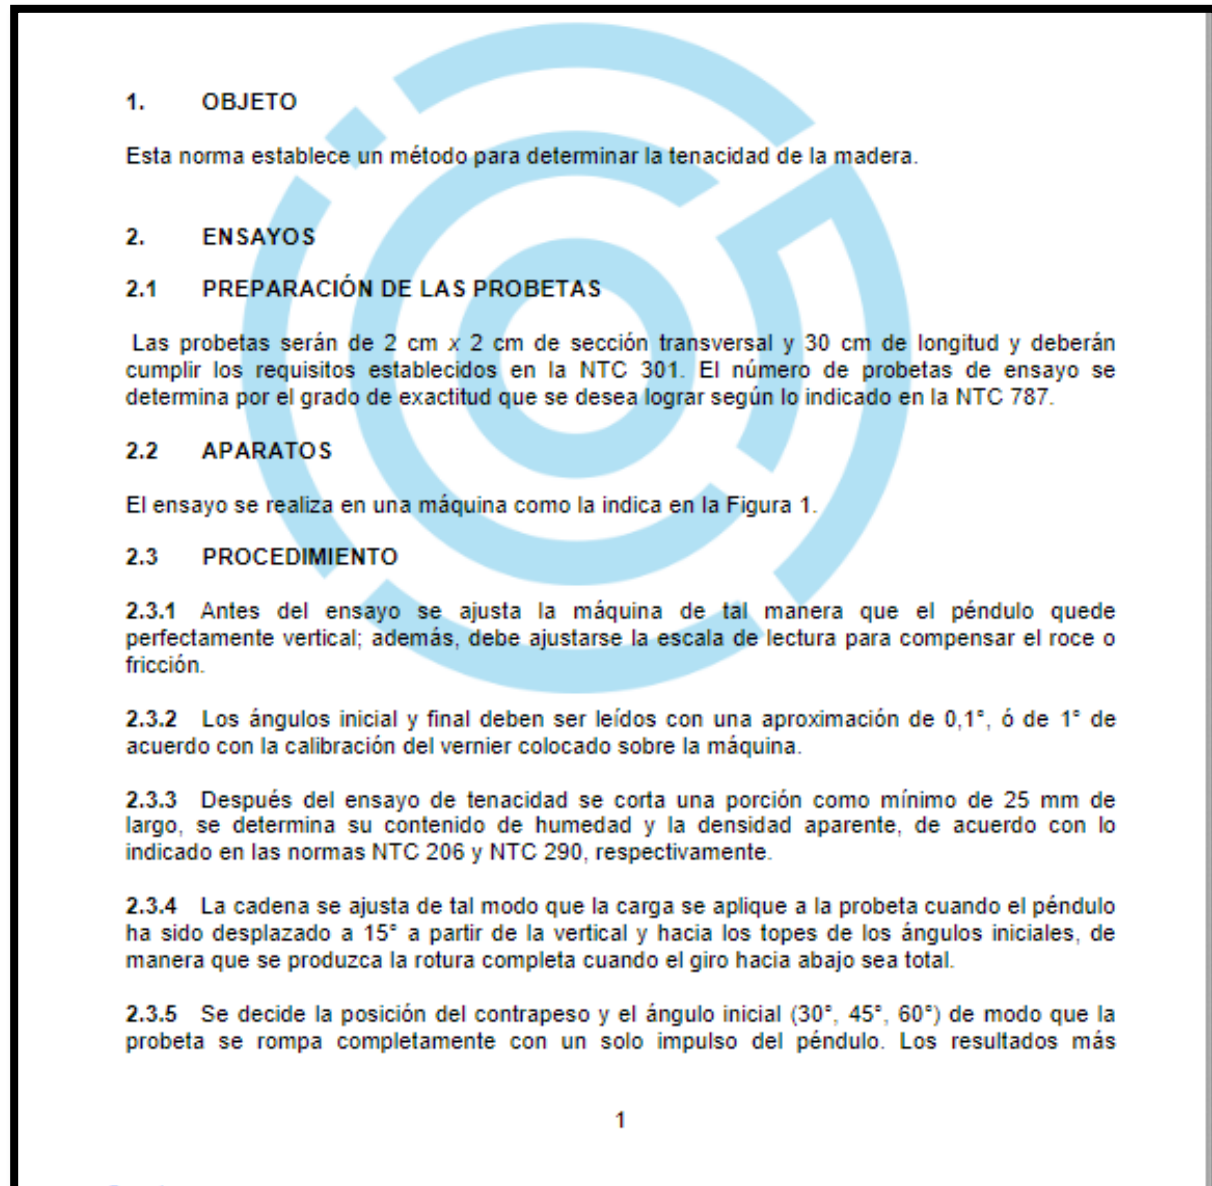 1. OBJETO
Esta norma establece un método para determinar la tenacidad de la madera.
2. ENSAYOS
2.1 PREPARACIÓN DE LAS PROBETAS
Las probetas serán de 2 cm x 2 cm de sección transversal y 30 cm de longitud y deberán
cumplir los requisitos establecidos en la NTC 301. El número de probetas de ensayo se
determina por el grado de exactitud que se desea lograr según lo indicado en la NTC 787.
2.2 APARATOS
El ensayo se realiza en una máquina como la indica en la Figura 1.
2.3 PROCEDIMIENTO
2.3.1 Antes del ensayo se ajusta la máquina de tal manera que el péndulo quede
perfectamente vertical; además, debe ajustarse la escala de lectura para compensar el roce o
fricción.
2.3.2 Los ángulos inicial y final deben ser leídos con una aproximación de 0,1°, ó de 1° de
acuerdo con la calibración del vernier colocado sobre la máquina.
2.3.3 Después del ensayo de tenacidad se corta una porción como mínimo de 25 mm de
largo, se determina su contenido de humedad y la densidad aparente, de acuerdo con lo
indicado en las normas NTC 206 y NTC 290, respectivamente.
2.3.4 La cadena se ajusta de tal modo que la carga se aplique a la probeta cuando el péndulo
ha sido desplazado a 15° a partir de la vertical y hacia los topes de los ángulos iniciales, de
manera que se produzca la rotura completa cuando el giro hacia abajo sea total.
2.3.5 Se decide la posición del contrapeso y el ángulo inicial (30°, 45°, 60°) de modo que la
probeta se rompa completamente con un solo impulso del péndulo. Los resultados más
1